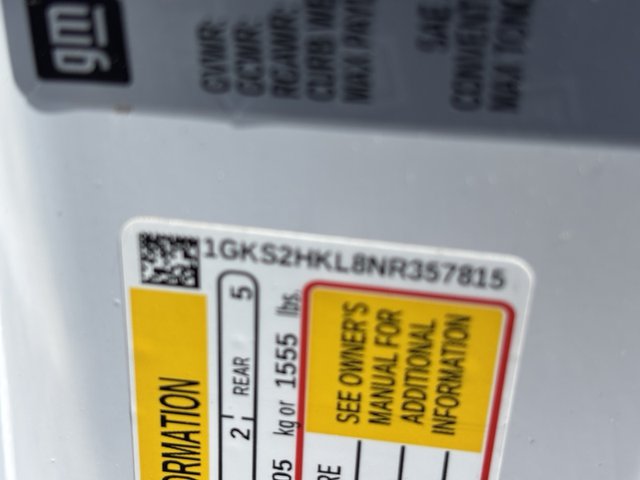 gm
GVWR:
GCWR:
RGAWR:
CURB WE
MAX PAYL
SAE
CONVENT
MAX TONG
1GKS2HKL8NR357815
ORMATION
2 REAR 5
05 kg or 1555 lbs.
SEE OWNER'S
MANUAL FOR
ADDITIONAL
INFORMATION
RE